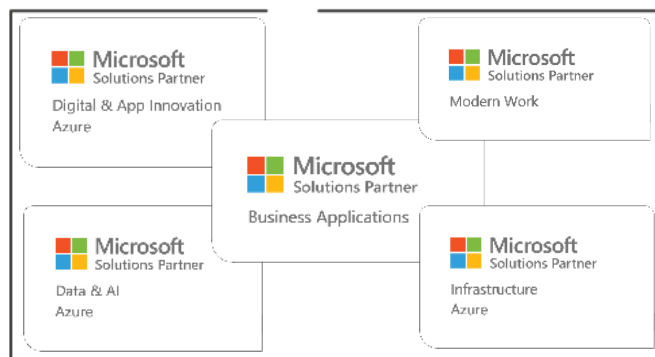 Microsoft
Solutions Partner
Digital & App Innovation
Azure
Microsoft
Solutions Partner
Modern Work
Microsoft
Solutions Partner
Business Applications
Microsoft
Solutions Partner
Data & AI
Azure
Microsoft
Solutions Partner
Infrastructure
Azure